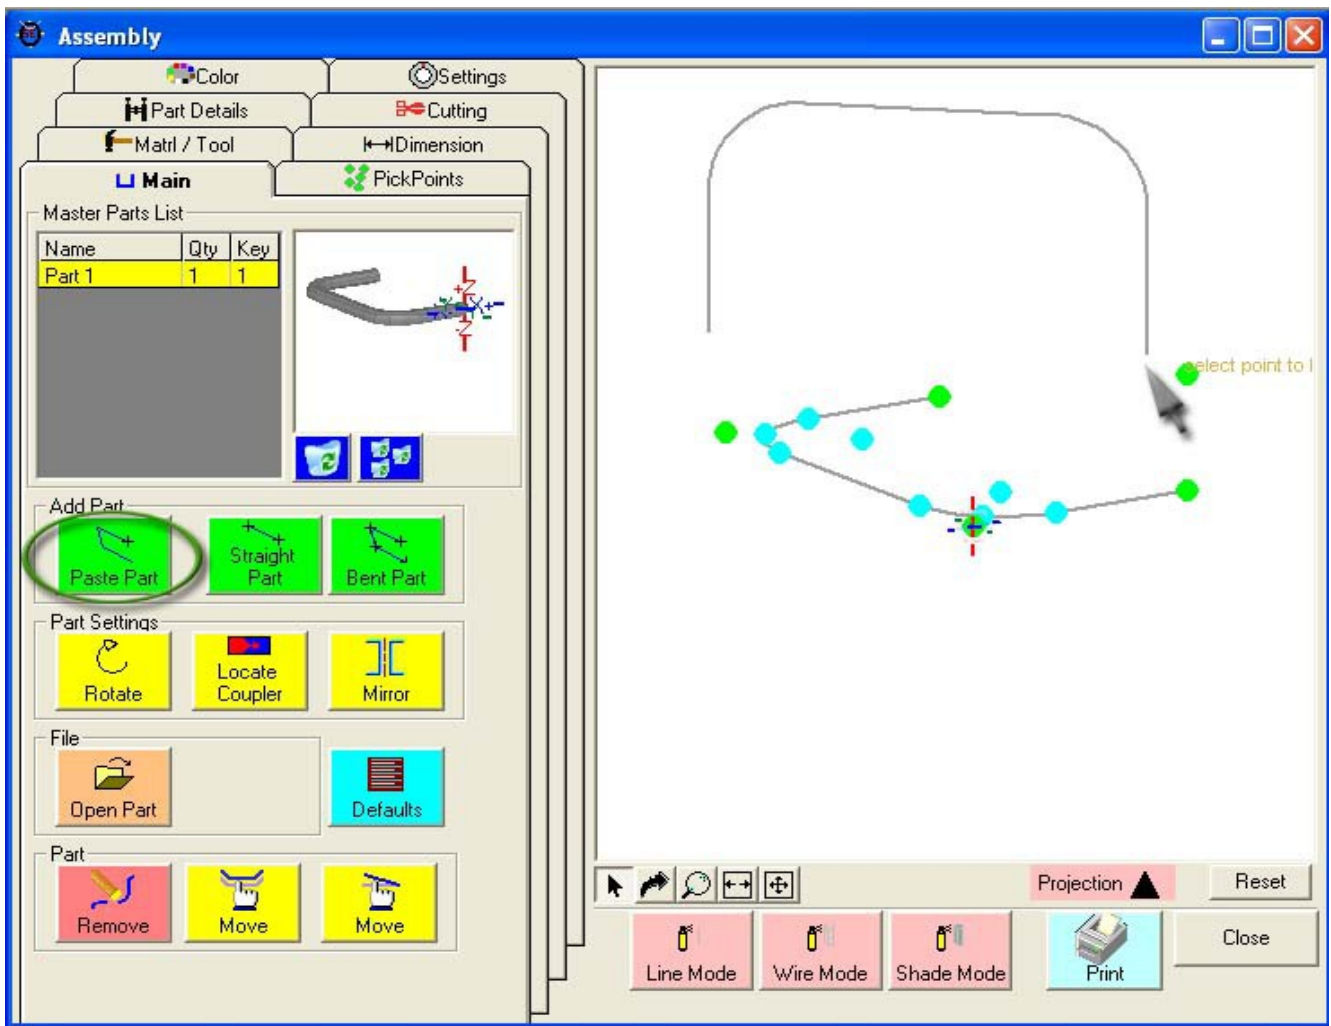 Assembly
Color
Settings
Part Details
Cutting
Matrl / Tool
Dimension
Main
PickPoints
Master Parts List
Name Qty Key
Part 1 1 1
+Z
X+
-Z
select point to l
Add Part
Paste Part
Straight
Part
Bent Part
Part Settings
Rotate
Locate
Coupler
Mirror
File
Open Part
Defaults
Part
Remove
Move
Move
Projection
Reset
Line Mode
Wire Mode
Shade Mode
Print
Close